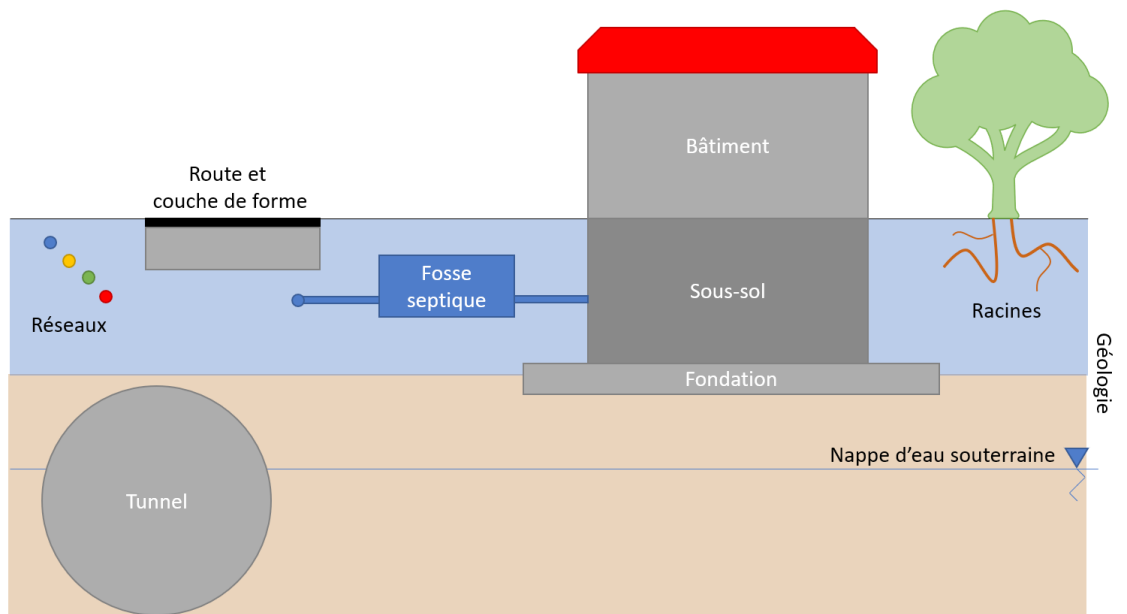 Route et
couche de forme
Bâtiment
Fosse
septique
Sous-sol
Réseaux
Racines
Géologie
Fondation
Nappe d'eau souterraine
Tunnel